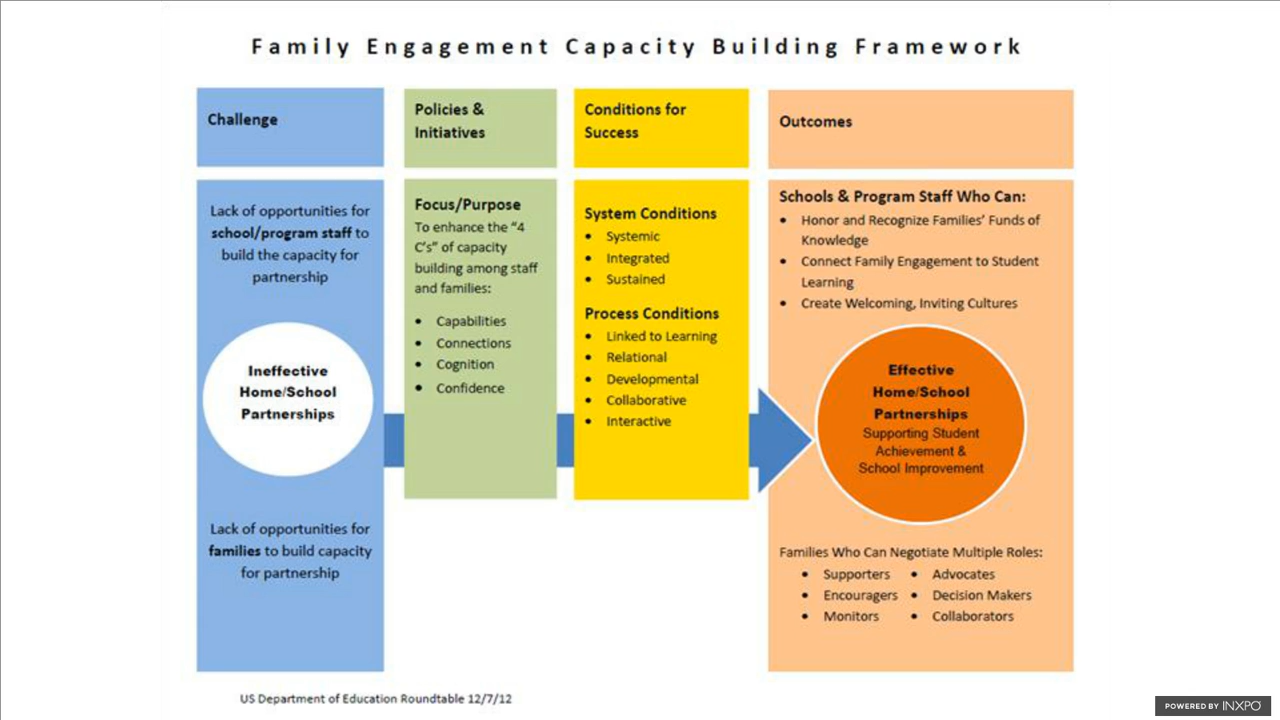 Family Engagement Capacity Building Framework
Challenge
Lack of opportunities for
school/program staff to
build the capacity for
partnership
Ineffective
Home/School
Partnerships
Lack of opportunities for
families to build capacity
for partnership
Policies &
Initiatives
Focus/Purpose
To enhance the "4
C's" of capacity
building among staff
and families:
• Capabilities
• Connections
• Cognition
• Confidence
Conditions for
Success
System Conditions
• Systemic
• Integrated
• Sustained
Process Conditions
• Linked to Learning
• Relational
• Developmental
• Collaborative
• Interactive
Outcomes
Schools & Program Staff Who Can:
• Honor and Recognize Families' Funds of
Knowledge
• Connect Family Engagement to Student
Learning
• Create Welcoming, Inviting Cultures
Effective
Home/School
Partnerships
Supporting Student
Achievement &
School Improvement
Families Who Can Negotiate Multiple Roles:
• Supporters • Advocates
• Encouragers • Decision Makers
• Monitors • Collaborators
US Department of Education Roundtable 12/7/12
POWERED BY INXPO